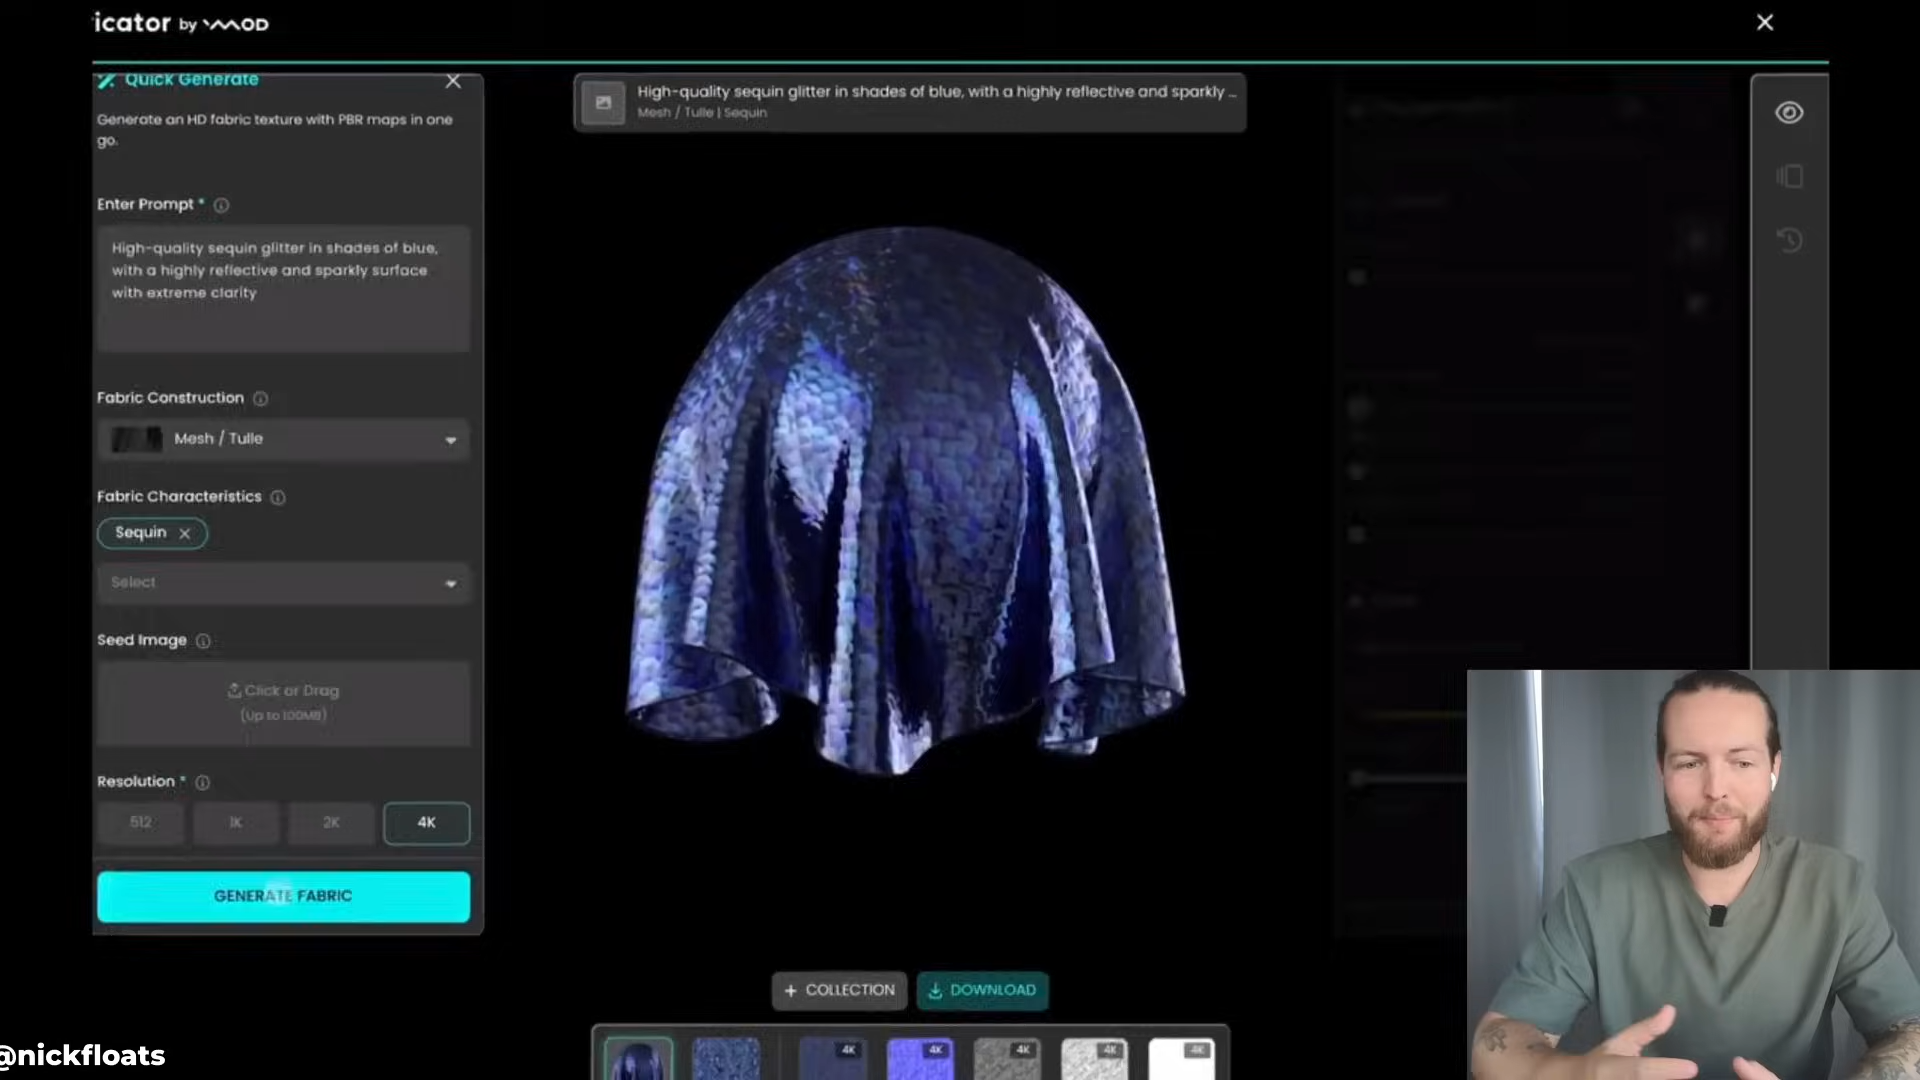 icator by MOD
Quick Generate
Generate an HD fabric texture with PBR maps in one
go.
Enter Prompt *
High-quality sequin glitter in shades of blue,
with a highly reflective and sparkly surface
with extreme clarity
Fabric Construction
Mesh / Tulle
Fabric Characteristics
Sequin
Select
Seed Image
Click or Drag
(Up to 100MB)
Resolution *
512
1K
2K
4K
GENERATE FABRIC
High-quality sequin glitter in shades of blue, with a highly reflective and sparkly ...
Mesh / Tulle | Sequin
+ COLLECTION
DOWNLOAD
4K
4K
4K
4K
4K
@nickfloats